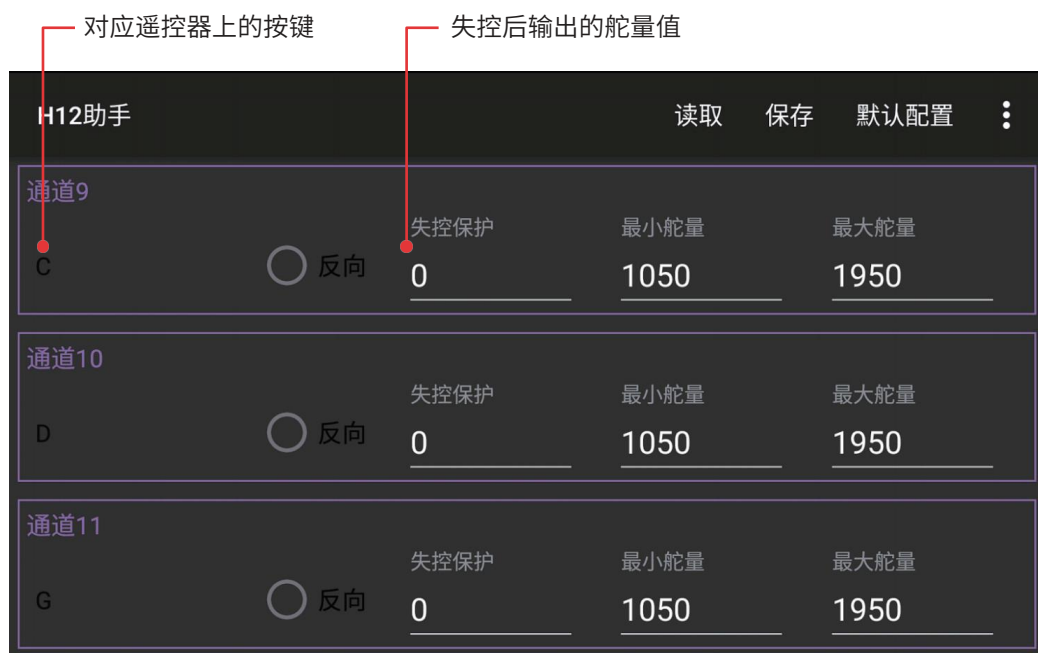 对应遥控器上的按键 失控后输出的舵量值
H12助手 读取 保存 默认配置
通道9
失控保护 最小舵量 最大舵量
C 反向 0 1050 1950
通道10
失控保护 最小舵量 最大舵量
D 反向 0 1050 1950
通道11
失控保护 最小舵量 最大舵量
G 反向 0 1050 1950